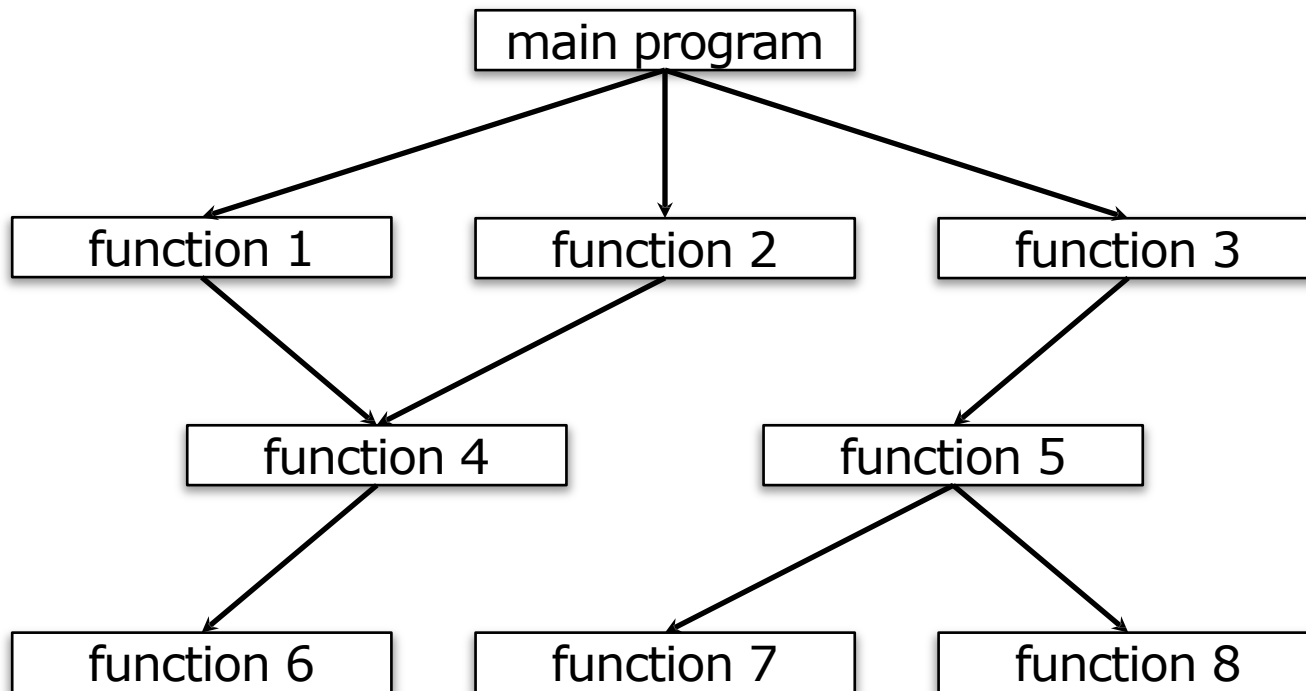 main program
function 1
function 2
function 3
function 4
function 5
function 6
function 7
function 8